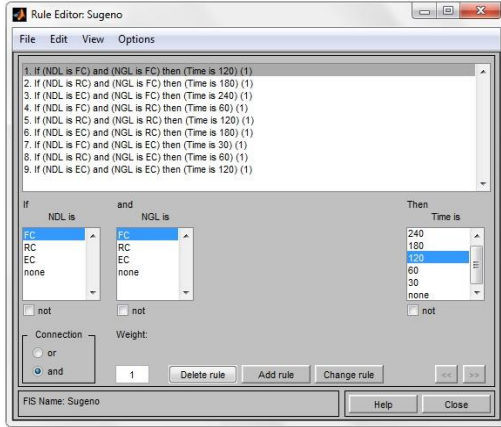 Rule Editor: Sugeno
File Edit View Options
1. If (NDL is FC) and (NGL is FC) then (Time is 120) (1)
2. If (NDL is RC) and (NGL is FC) then (Time is 180) (1)
3. If (NDL is EC) and (NGL is FC) then (Time is 240) (1)
4. If (NDL is FC) and (NGL is RC) then (Time is 60) (1)
5. If (NDL is RC) and (NGL is RC) then (Time is 120) (1)
6. If (NDL is EC) and (NGL is RC) then (Time is 180) (1)
7. If (NDL is FC) and (NGL is EC) then (Time is 30) (1)
8. If (NDL is RC) and (NGL is EC) then (Time is 60) (1)
9. If (NDL is EC) and (NGL is EC) then (Time is 120) (1)
If and Then
NDL is NGL is Time is
FC FC 240
RC RC 180
EC EC 120
none none 60
30
none
not not not
Connection Weight:
or
and 1 Delete rule Add rule Change rule << >>
FIS Name: Sugeno Help Close